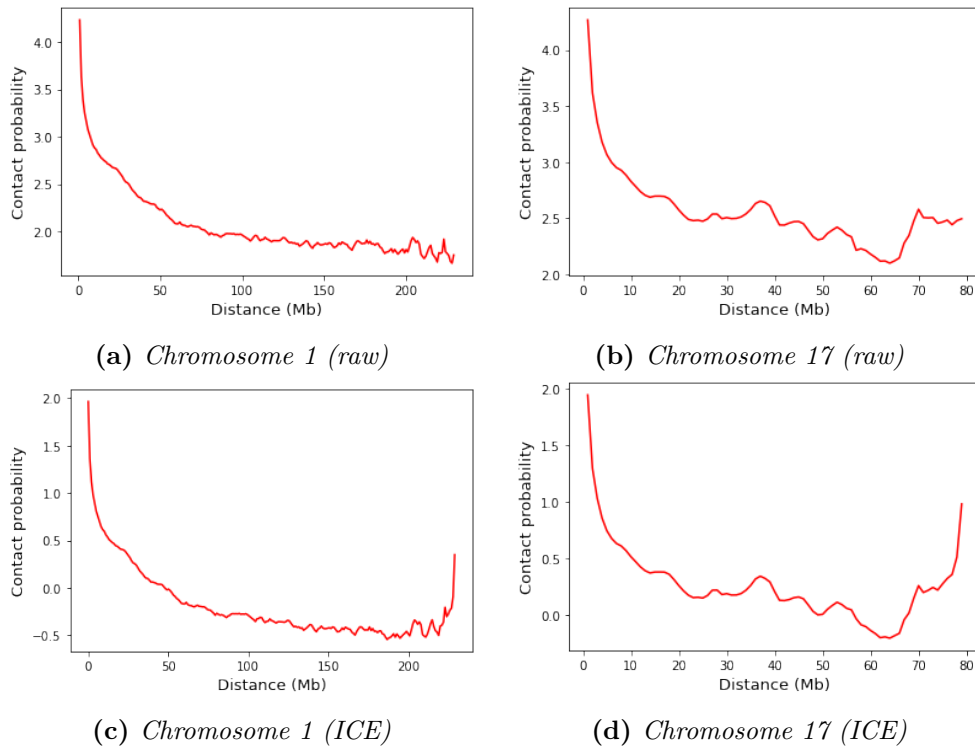 4.0
3.5
3.0
2.5
2.0
Contact probability
0 50 100 150 200
Distance (Mb)
(a) Chromosome 1 (raw)
4.0
3.5
3.0
2.5
2.0
Contact probability
0 10 20 30 40 50 60 70 80
Distance (Mb)
(b) Chromosome 17 (raw)
2.0
1.5
1.0
0.5
0.0
−0.5
Contact probability
0 50 100 150 200
Distance (Mb)
(c) Chromosome 1 (ICE)
2.0
1.5
1.0
0.5
0.0
Contact probability
0 10 20 30 40 50 60 70 80
Distance (Mb)
(d) Chromosome 17 (ICE)